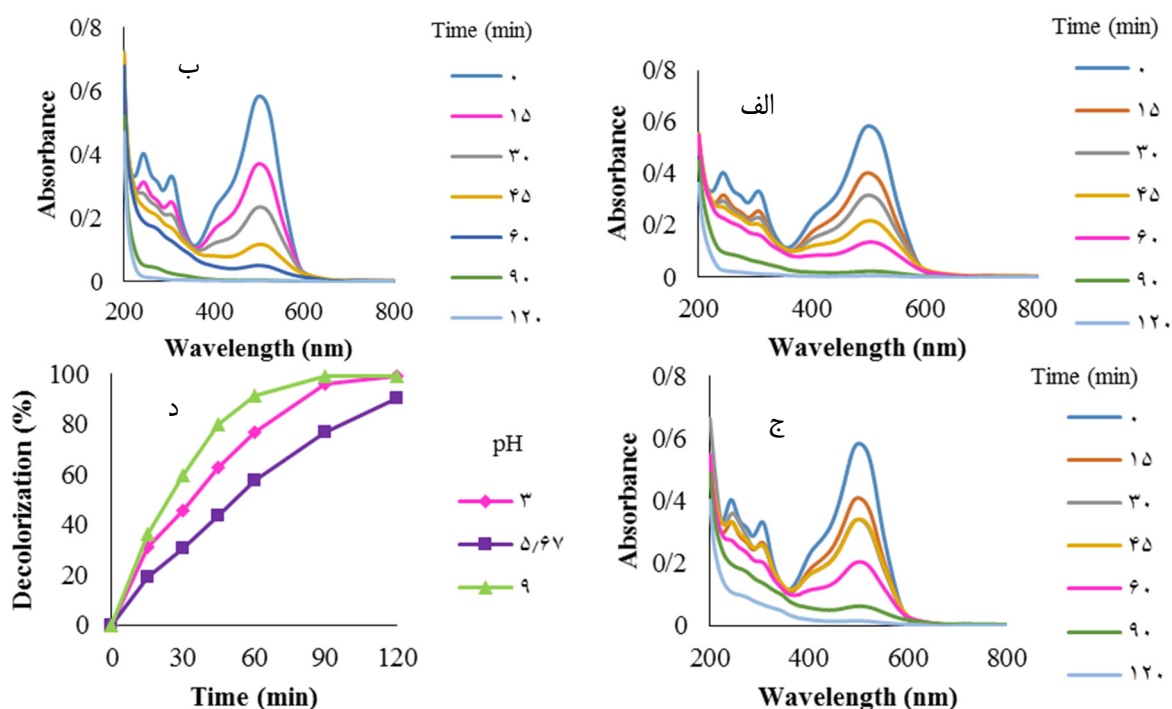 ب
Time (min)
۰
۱۵
۳۰
۴۵
۶۰
۹۰
۱۲۰
0/8
0/6
0/4
0/2
0
Absorbance
200 400 600 800
Wavelength (nm)
الف
Time (min)
۰
۱۵
۳۰
۴۵
۶۰
۹۰
۱۲۰
0/8
0/6
0/4
0/2
0
Absorbance
200 400 600 800
Wavelength (nm)
د
100
80
60
40
20
0
Decolorization (%)
0 30 60 90 120
Time (min)
pH
۳
۵٫۶۷
۹
ج
Time (min)
۰
۱۵
۳۰
۴۵
۶۰
۹۰
۱۲۰
0/8
0/6
0/4
0/2
0
Absorbance
200 400 600 800
Wavelength (nm)